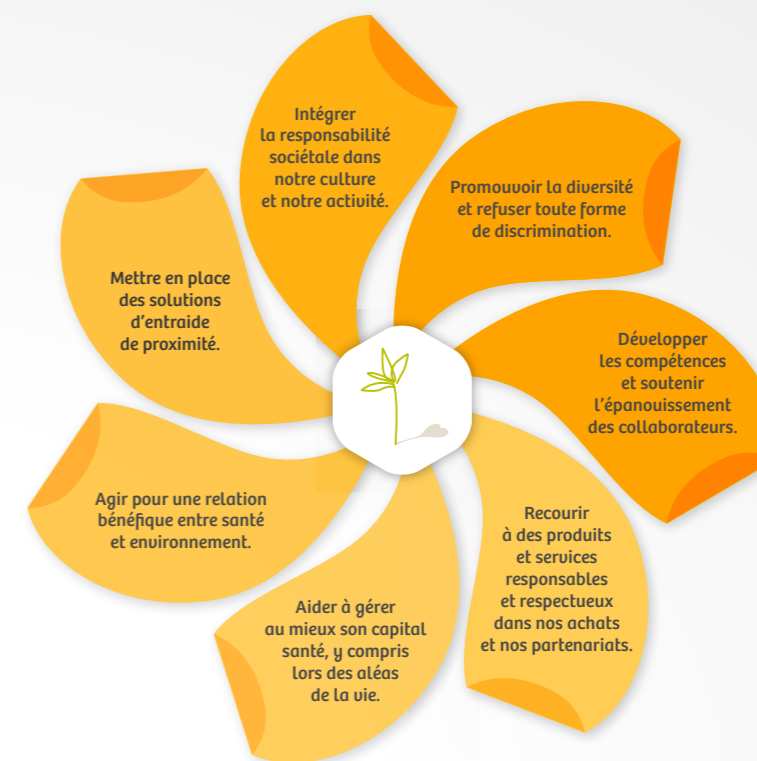 Intégrer
la responsabilité
sociétale dans
notre culture
et notre activité.
Promouvoir la diversité
et refuser toute forme
de discrimination.
Développer
les compétences
et soutenir
l’épanouissement
des collaborateurs.
Recourir
à des produits
et services
responsables
et respectueux
dans nos achats
et nos partenariats.
Aider à gérer
au mieux son capital
santé, y compris
lors des aléas
de la vie.
Agir pour une relation
bénéfique entre santé
et environnement.
Mettre en place
des solutions
d’entraide
de proximité.